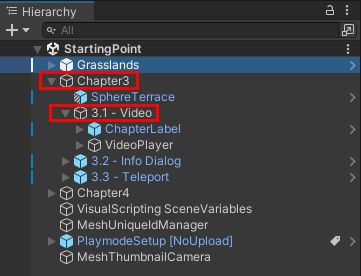 Hierarchy
All
StartingPoint
Grasslands
Chapter3
SphereTerrace
3.1 - Video
ChapterLabel
VideoPlayer
3.2 - Info Dialog
3.3 - Teleport
Chapter4
VisualScripting SceneVariables
MeshUniqueIdManager
PlaymodeSetup [NoUpload]
MeshThumbnailCamera